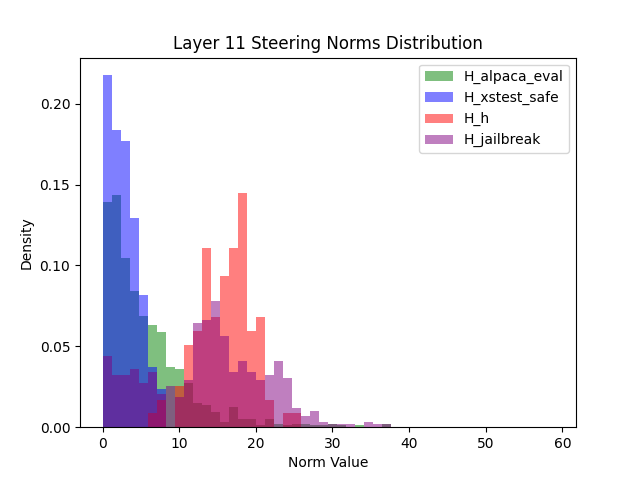 Layer 11 Steering Norms Distribution
H_alpaca_eval
H_xstest_safe
H_h
H_jailbreak
Density
0.20
0.15
0.10
0.05
0.00
0
10
20
30
40
50
60
Norm Value